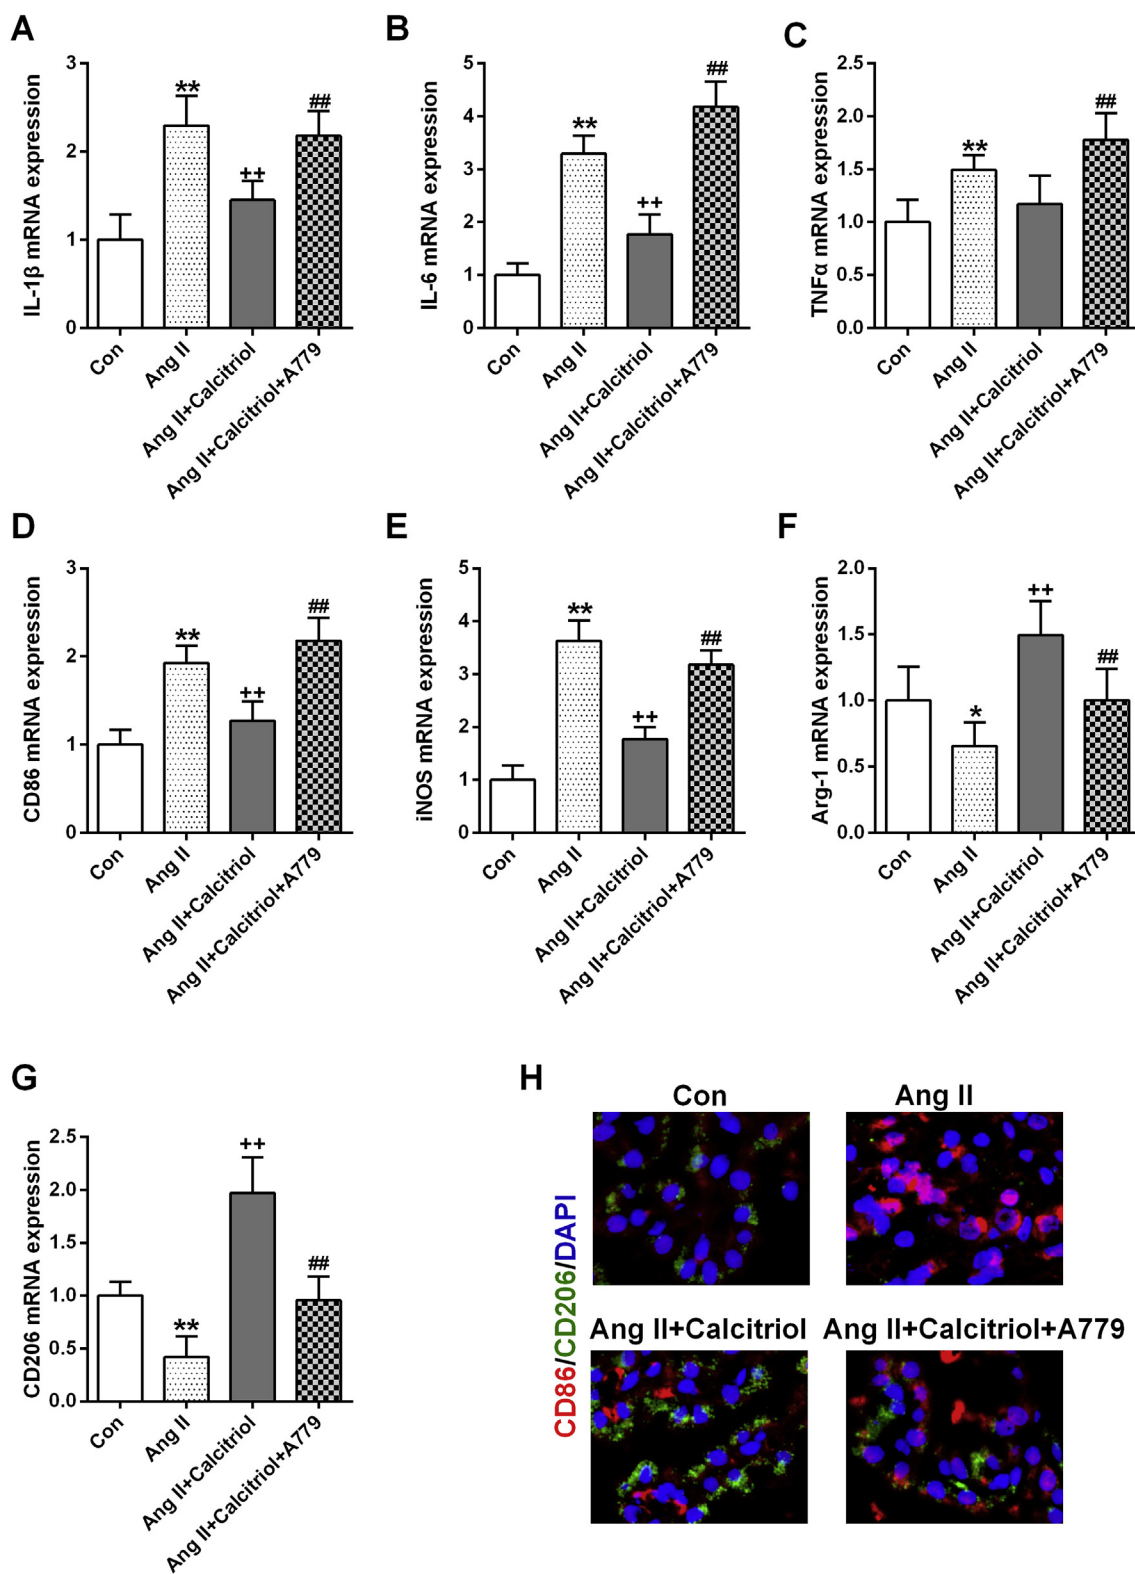 A
IL-1β mRNA expression
3
2
1
0
**
++
##
Con
Ang II
Ang II+Calcitriol
Ang II+Calcitriol+A779
B
IL-6 mRNA expression
5
4
3
2
1
0
**
++
##
Con
Ang II
Ang II+Calcitriol
Ang II+Calcitriol+A779
C
TNFα mRNA expression
2.5
2.0
1.5
1.0
0.5
0.0
**
##
Con
Ang II
Ang II+Calcitriol
Ang II+Calcitriol+A779
D
CD86 mRNA expression
3
2
1
0
**
++
##
Con
Ang II
Ang II+Calcitriol
Ang II+Calcitriol+A779
E
iNOS mRNA expression
5
4
3
2
1
0
**
++
##
Con
Ang II
Ang II+Calcitriol
Ang II+Calcitriol+A779
F
Arg-1 mRNA expression
2.0
1.5
1.0
0.5
0.0
*
++
##
Con
Ang II
Ang II+Calcitriol
Ang II+Calcitriol+A779
G
CD206 mRNA expression
2.5
2.0
1.5
1.0
0.5
0.0
**
++
##
Con
Ang II
Ang II+Calcitriol
Ang II+Calcitriol+A779
H
CD86/CD206/DAPI
Con
Ang II
Ang II+Calcitriol
Ang II+Calcitriol+A779